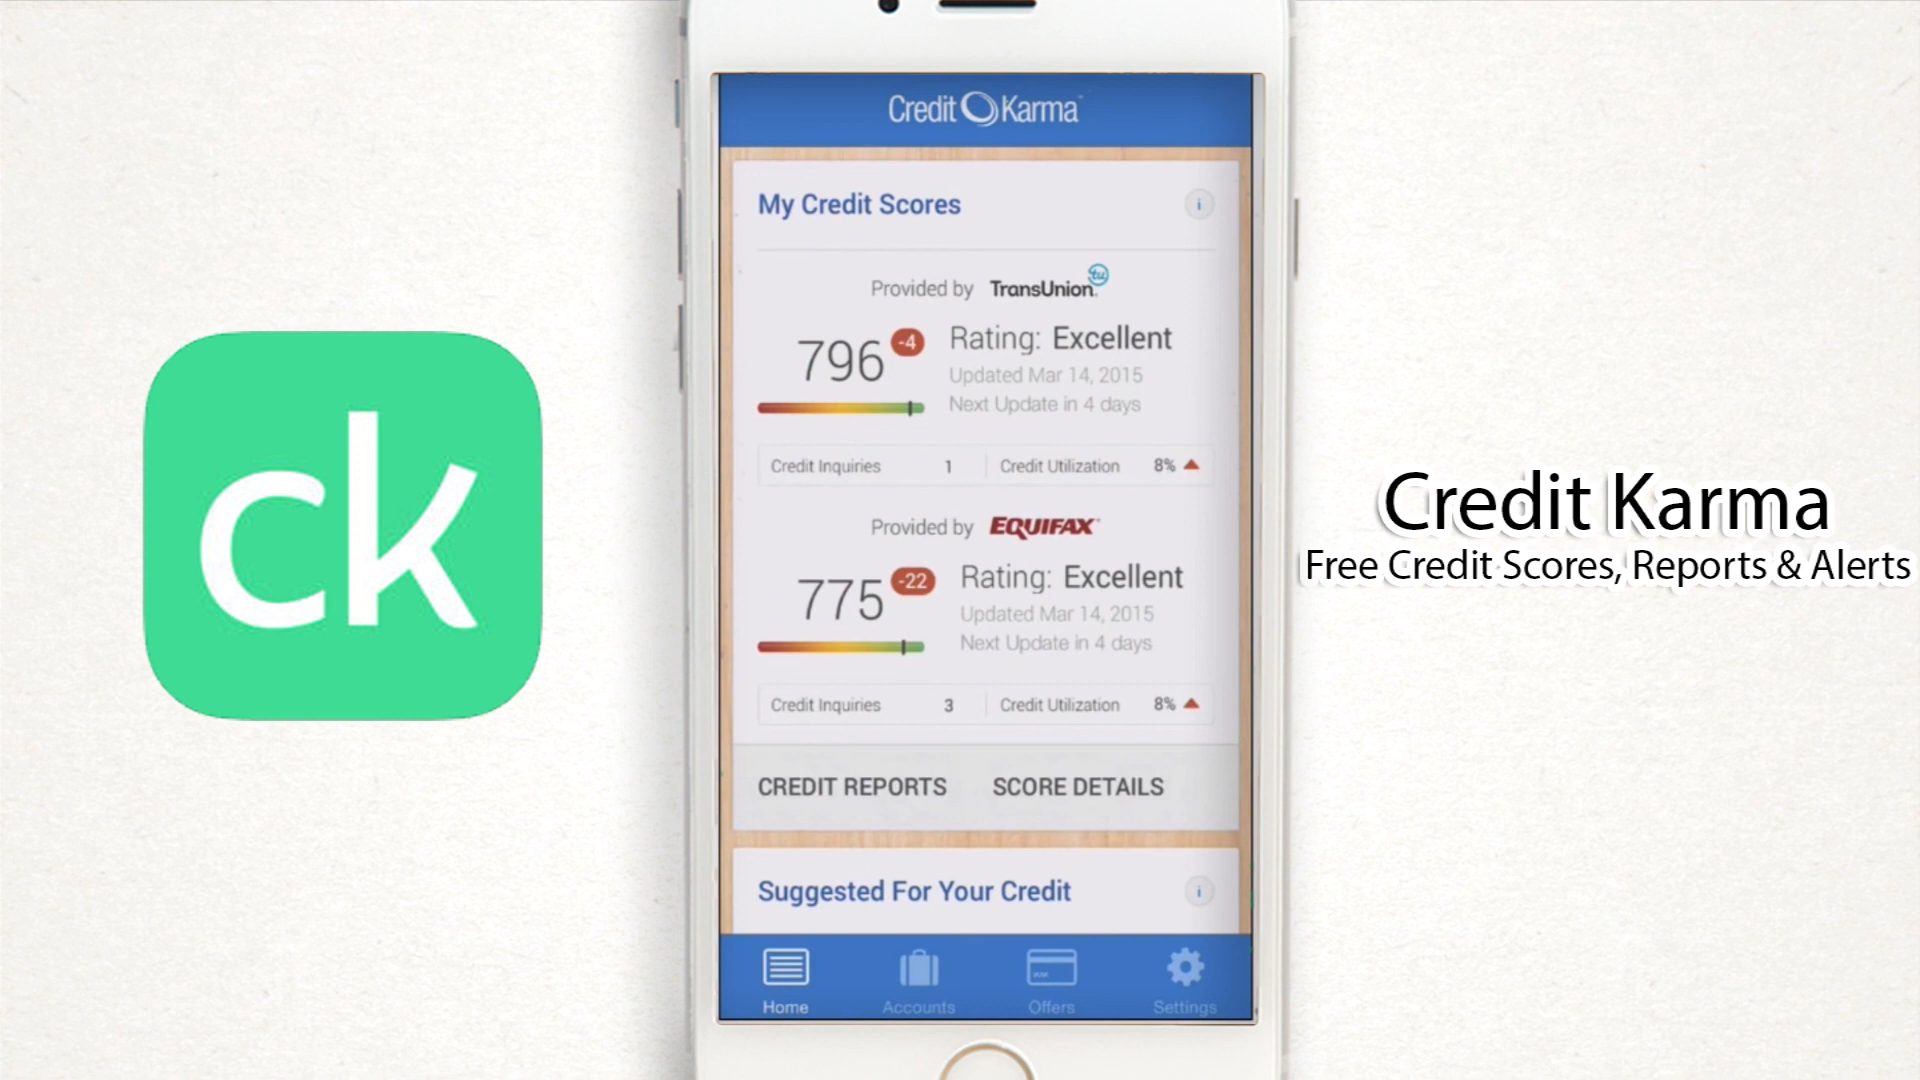 ck
Credit Karma™
My Credit Scores
i
Provided by TransUnion
tu
796 -4
Rating: Excellent
Updated Mar 14, 2015
Next Update in 4 days
Credit Inquiries 1 Credit Utilization 8%
Provided by EQUIFAX
775 -22
Rating: Excellent
Updated Mar 14, 2015
Next Update in 4 days
Credit Inquiries 3 Credit Utilization 8%
CREDIT REPORTS SCORE DETAILS
Suggested For Your Credit
i
Home Accounts Offers Settings
Credit Karma
Free Credit Scores, Reports & Alerts